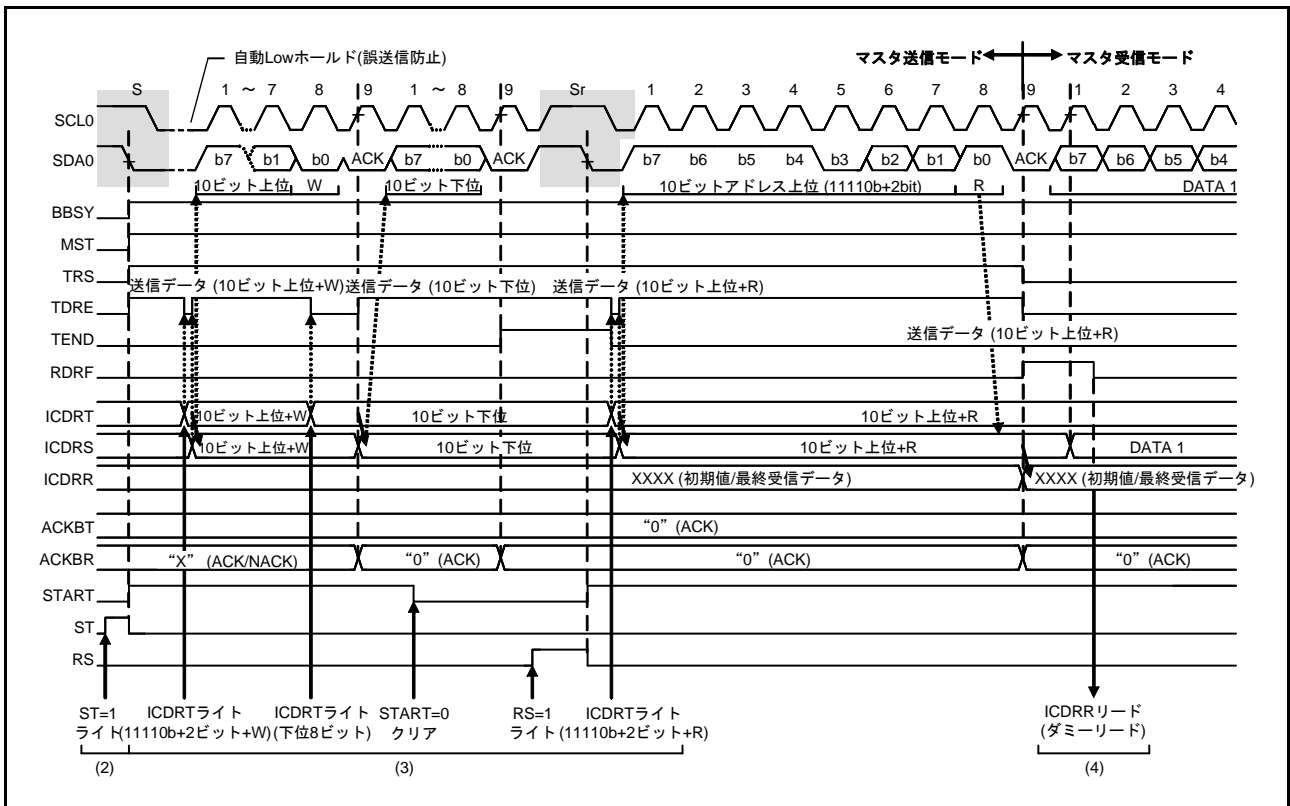 自動Lowホールド(誤送信防止)
マスタ送信モード マスタ受信モード
S 1 ～ 7 8 9 1 ～ 8 9 Sr 1 2 3 4 5 6 7 8 9 1 2 3 4
SCL0
SDA0 b7 b1 b0 ACK b7 b0 ACK b7 b6 b5 b4 b3 b2 b1 b0 ACK b7 b6 b5 b4
10ビット上位 W 10ビット下位 10ビットアドレス上位 (11110b+2bit) R DATA 1
BBSY
MST
TRS
送信データ (10ビット上位+W) 送信データ (10ビット下位) 送信データ (10ビット上位+R)
TDRE
TEND 送信データ (10ビット上位+R)
RDRF
ICDRT 10ビット上位+W 10ビット下位 10ビット上位+R
ICDRS 10ビット上位+W 10ビット下位 10ビット上位+R DATA 1
ICDRR XXXX (初期値/最終受信データ) XXXX (初期値/最終受信データ)
ACKBT “0” (ACK)
ACKBR “X” (ACK/NACK) “0” (ACK) “0” (ACK) “0” (ACK)
START
ST
RS
ST=1 ICDRTライト ICDRTライト START=0 RS=1 ICDRTライト ICDRRリード
ライト (11110b+2ビット+W) (下位8ビット) クリア ライト (11110b+2ビット+R) (ダミーリード)
(2) (3) (4)